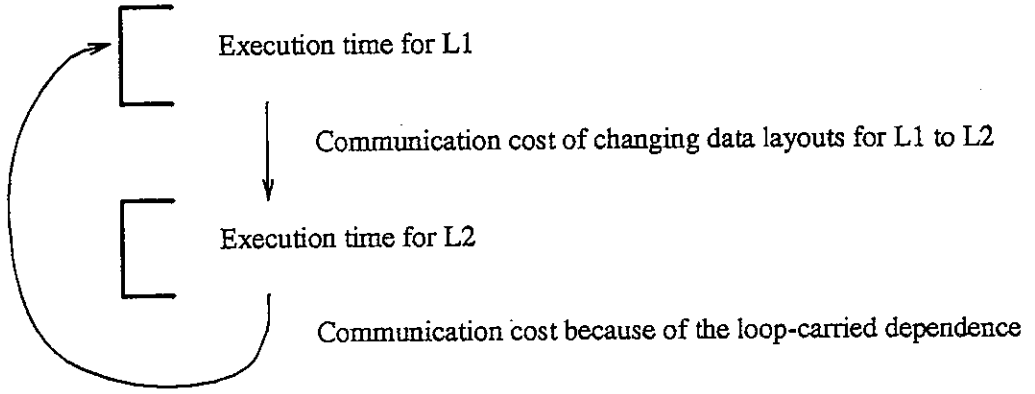 Execution time for L1
Communication cost of changing data layouts for L1 to L2
Execution time for L2
Communication cost because of the loop-carried dependence